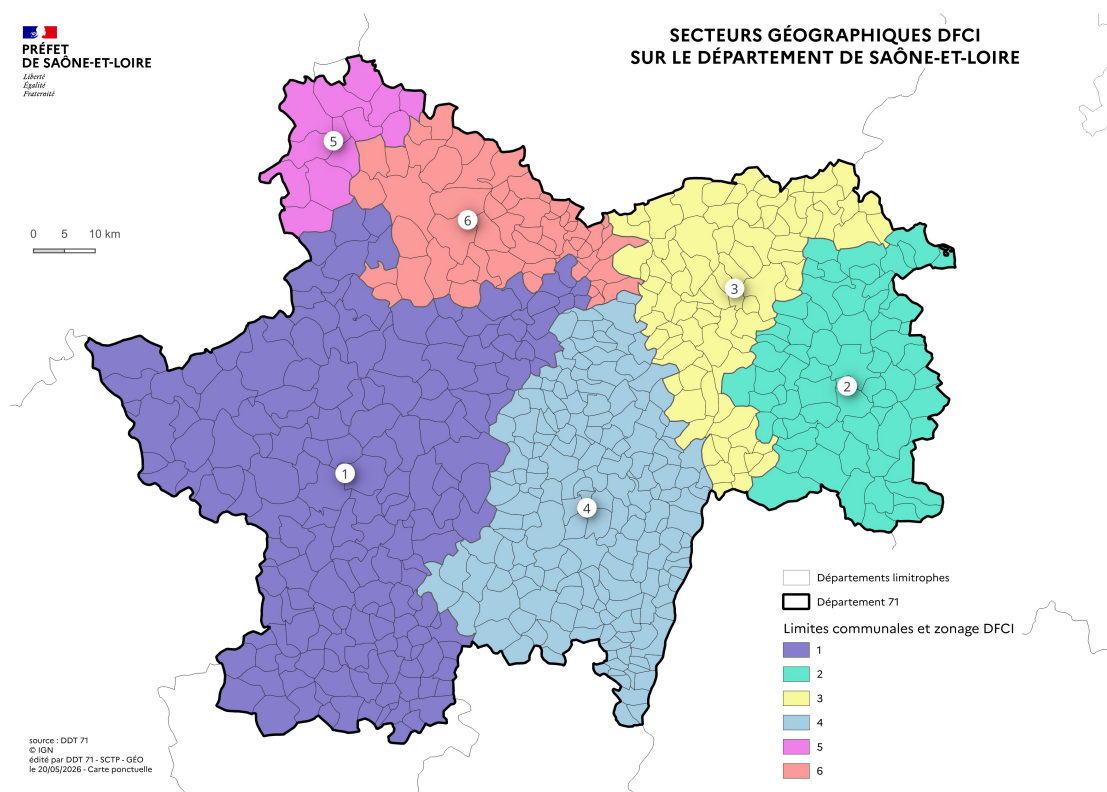 SECTEURS GÉOGRAPHIQUES DFCI
SUR LE DÉPARTEMENT DE SAÔNE-ET-LOIRE
PRÉFET
DE SAÔNE-ET-LOIRE
Liberté
Égalité
Fraternité
5
6
0 5 10 km
3
2
1
4
Départements limitrophes
Département 71
Limites communales et zonage DFCI
1
2
3
4
5
6
source : DDT 71
© IGN
édité par DDT 71 - SCTP - GÉO
le 20/05/2026 - Carte ponctuelle